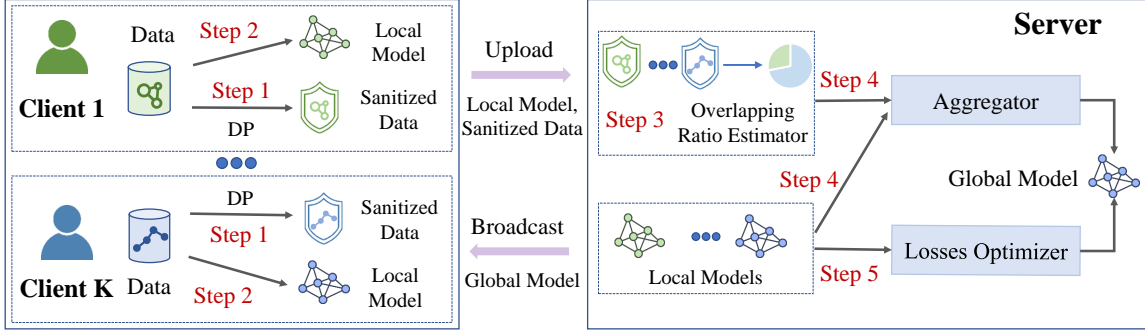 Data
Step 2
Local
Model
Client 1
Step 1
DP
Sanitized
Data
DP
Step 1
Sanitized
Data
Client K
Data
Step 2
Local
Model
Upload
Local Model,
Sanitized Data
Broadcast
Global Model
Server
Step 3
Overlapping
Ratio Estimator
Step 4
Aggregator
Step 4
Global Model
Local Models
Step 5
Losses Optimizer